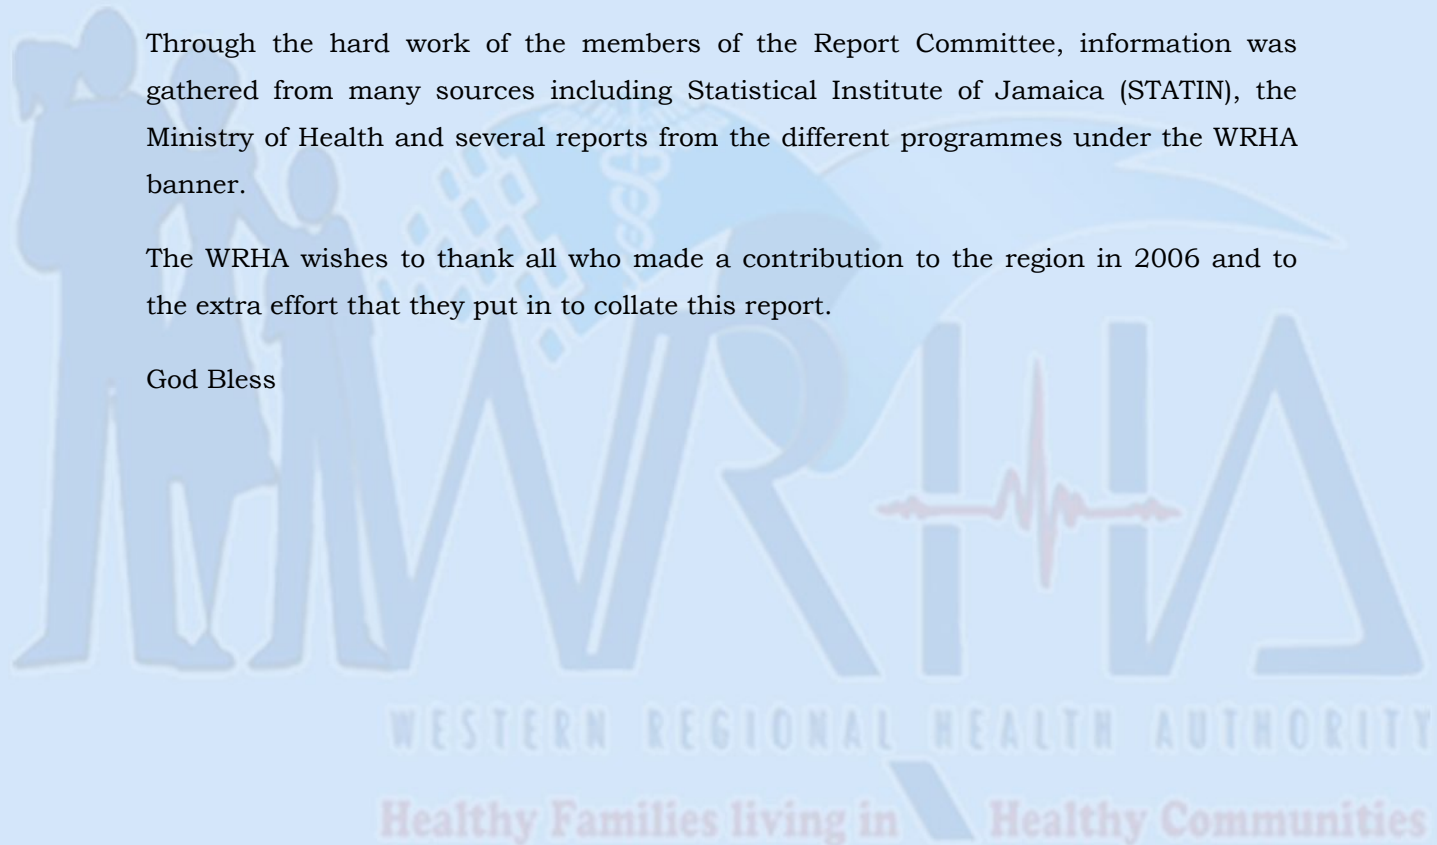 Through the hard work of the members of the Report Committee, information was
gathered from many sources including Statistical Institute of Jamaica (STATIN), the
Ministry of Health and several reports from the different programmes under the WRHA
banner.
The WRHA wishes to thank all who made a contribution to the region in 2006 and to
the extra effort that they put in to collate this report.
God Bless
WRHA
WESTERN REGIONAL HEALTH AUTHORITY
Healthy Families living in Healthy Communities